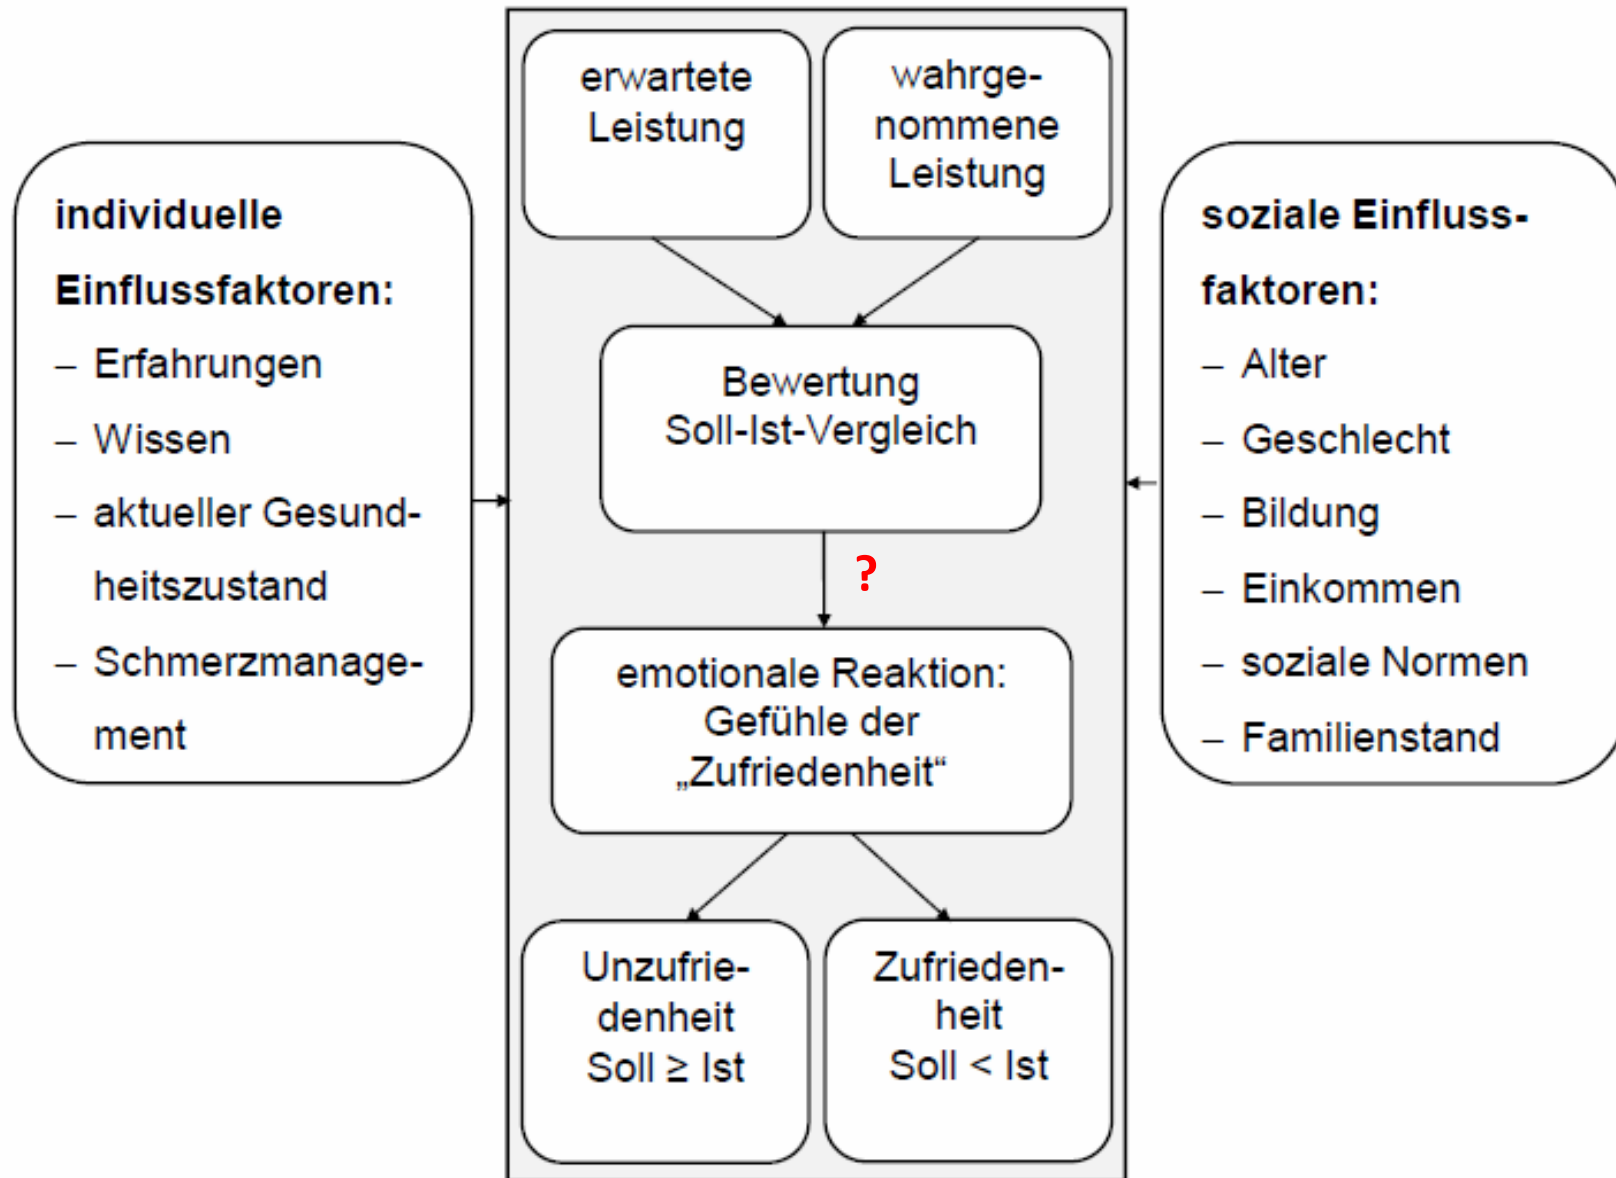 erwartete
Leistung
wahrge-
nommene
Leistung
individuelle
Einflussfaktoren:
– Erfahrungen
– Wissen
– aktueller Gesund-
heitszustand
– Schmerzmanage-
ment
Bewertung
Soll-Ist-Vergleich
?
emotionale Reaktion:
Gefühle der
„Zufriedenheit“
Unzufrie-
denheit
Soll ≥ Ist
Zufrieden-
heit
Soll < Ist
soziale Einfluss-
faktoren:
– Alter
– Geschlecht
– Bildung
– Einkommen
– soziale Normen
– Familienstand